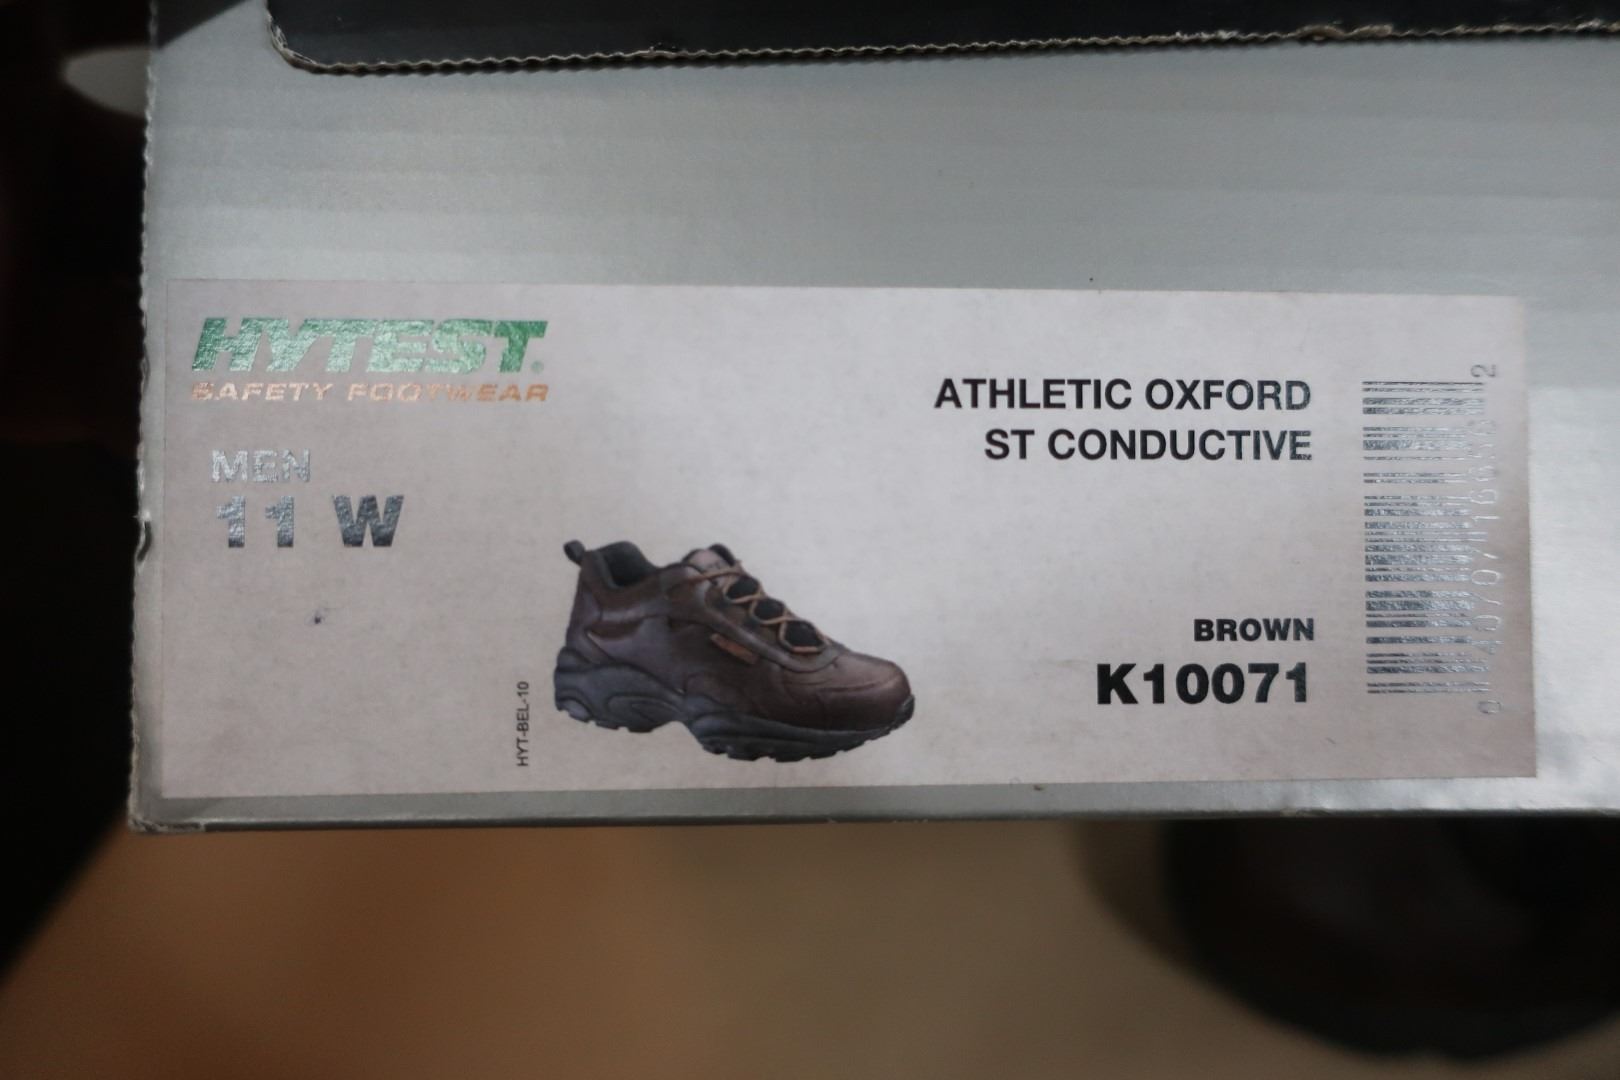 HYTEST®
SAFETY FOOTWEAR
MEN
11 W
HYT-BEL-10
ATHLETIC OXFORD
ST CONDUCTIVE
BROWN
K10071